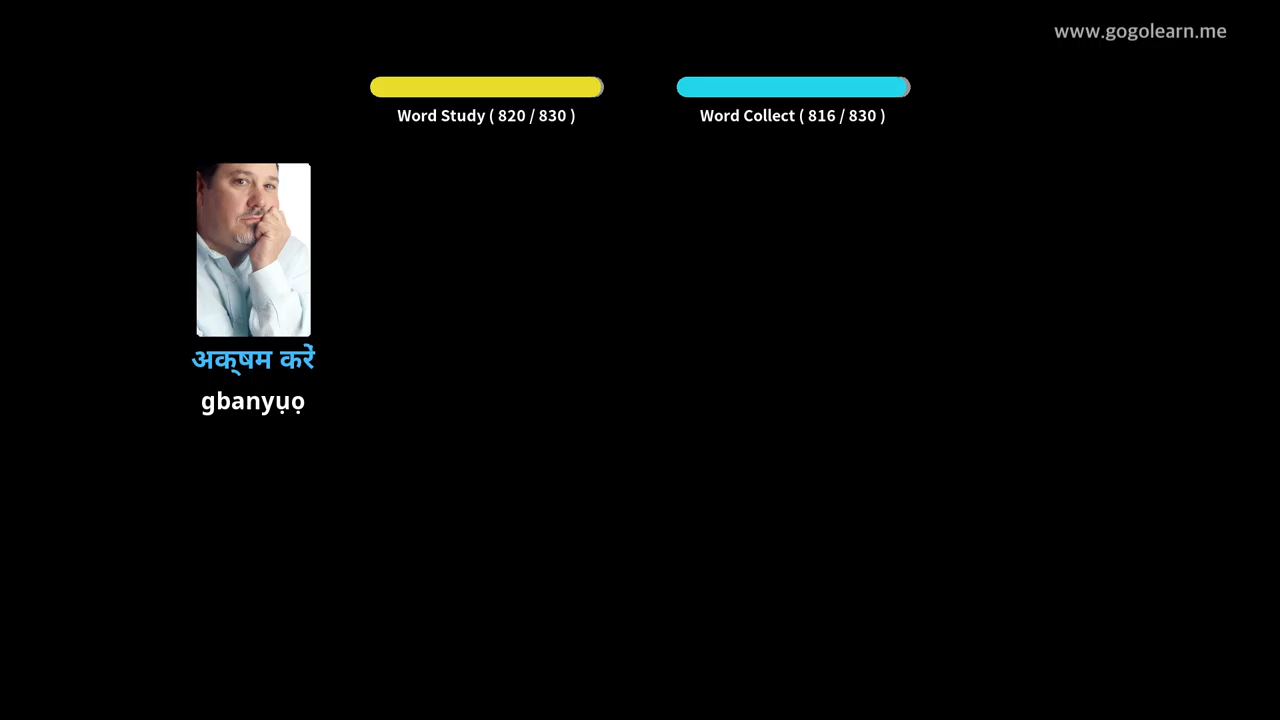 www.gogolearn.me
Word Study ( 820 / 830 )
Word Collect ( 816 / 830 )
अक्षम करें
gbanyụọ